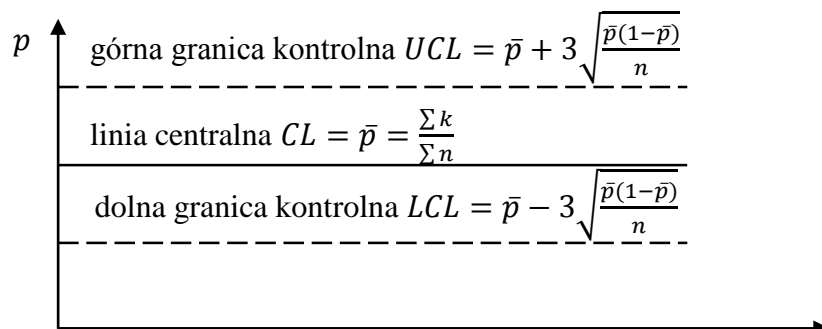 p
górna granica kontrolna UCL = p̄ + 3√(p̄(1−p̄)/n)
linia centralna CL = p̄ = ∑k/∑n
dolna granica kontrolna LCL = p̄ − 3√(p̄(1−p̄)/n)